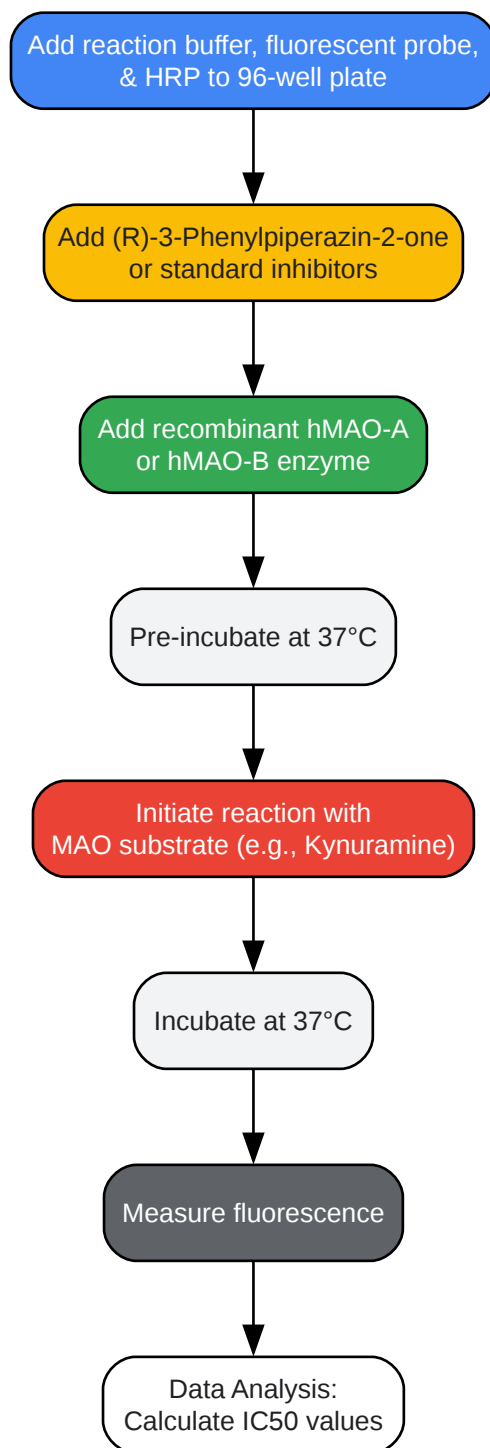 Add reaction buffer, fluorescent probe,
& HRP to 96-well plate
Add (R)-3-Phenylpiperazin-2-one
or standard inhibitors
Add recombinant hMAO-A
or hMAO-B enzyme
Pre-incubate at 37°C
Initiate reaction with
MAO substrate (e.g., Kynuramine)
Incubate at 37°C
Measure fluorescence
Data Analysis:
Calculate IC50 values